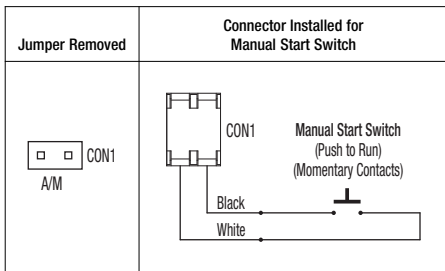 Jumper Removed
Connector Installed for
Manual Start Switch
CON1
A/M
CON1
Manual Start Switch
(Push to Run)
(Momentary Contacts)
Black
White